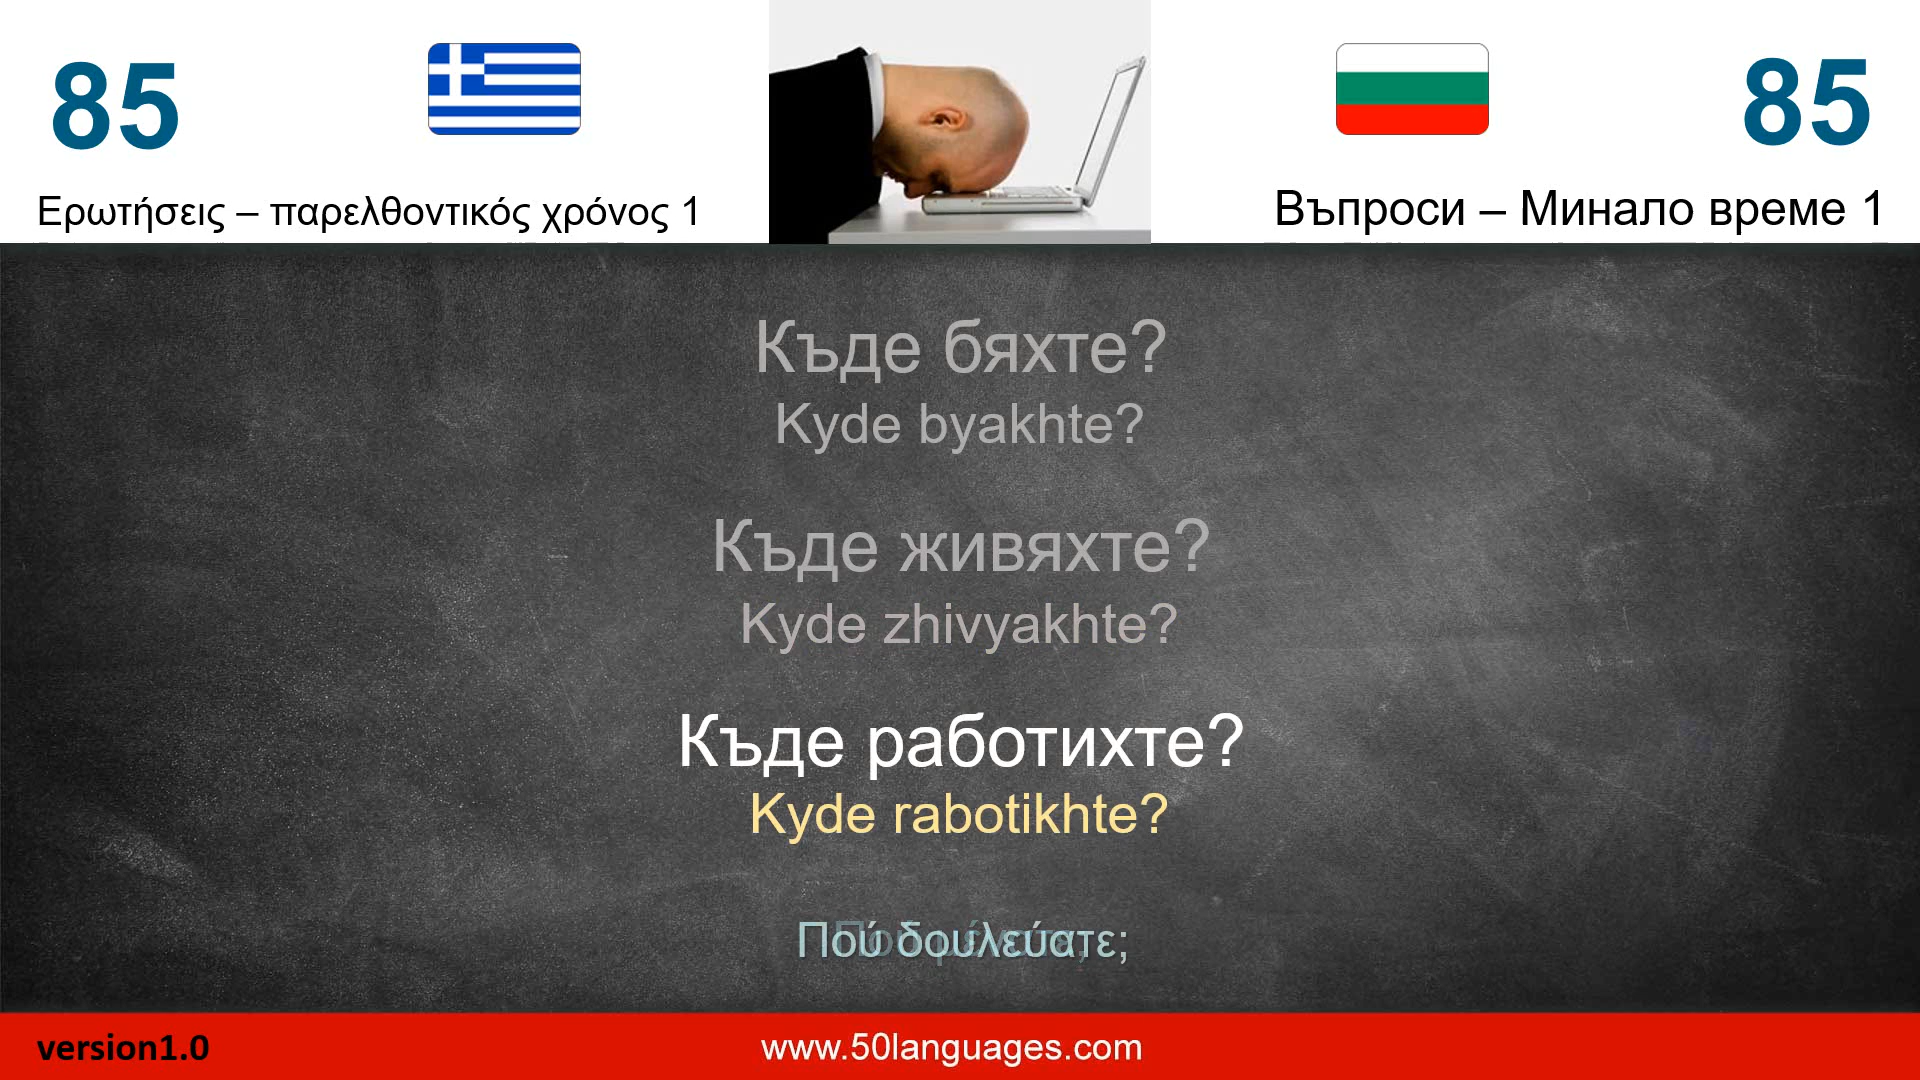 85
85
Ερωτήσεις – παρελθοντικός χρόνος 1
Въпроси – Минало време 1
Къде бяхте?
Kyde byakhte?
Къде живяхте?
Kyde zhivyakhte?
Къде работихте?
Kyde rabotikhte?
Πού δουλεύατε;
version1.0
www.50languages.com